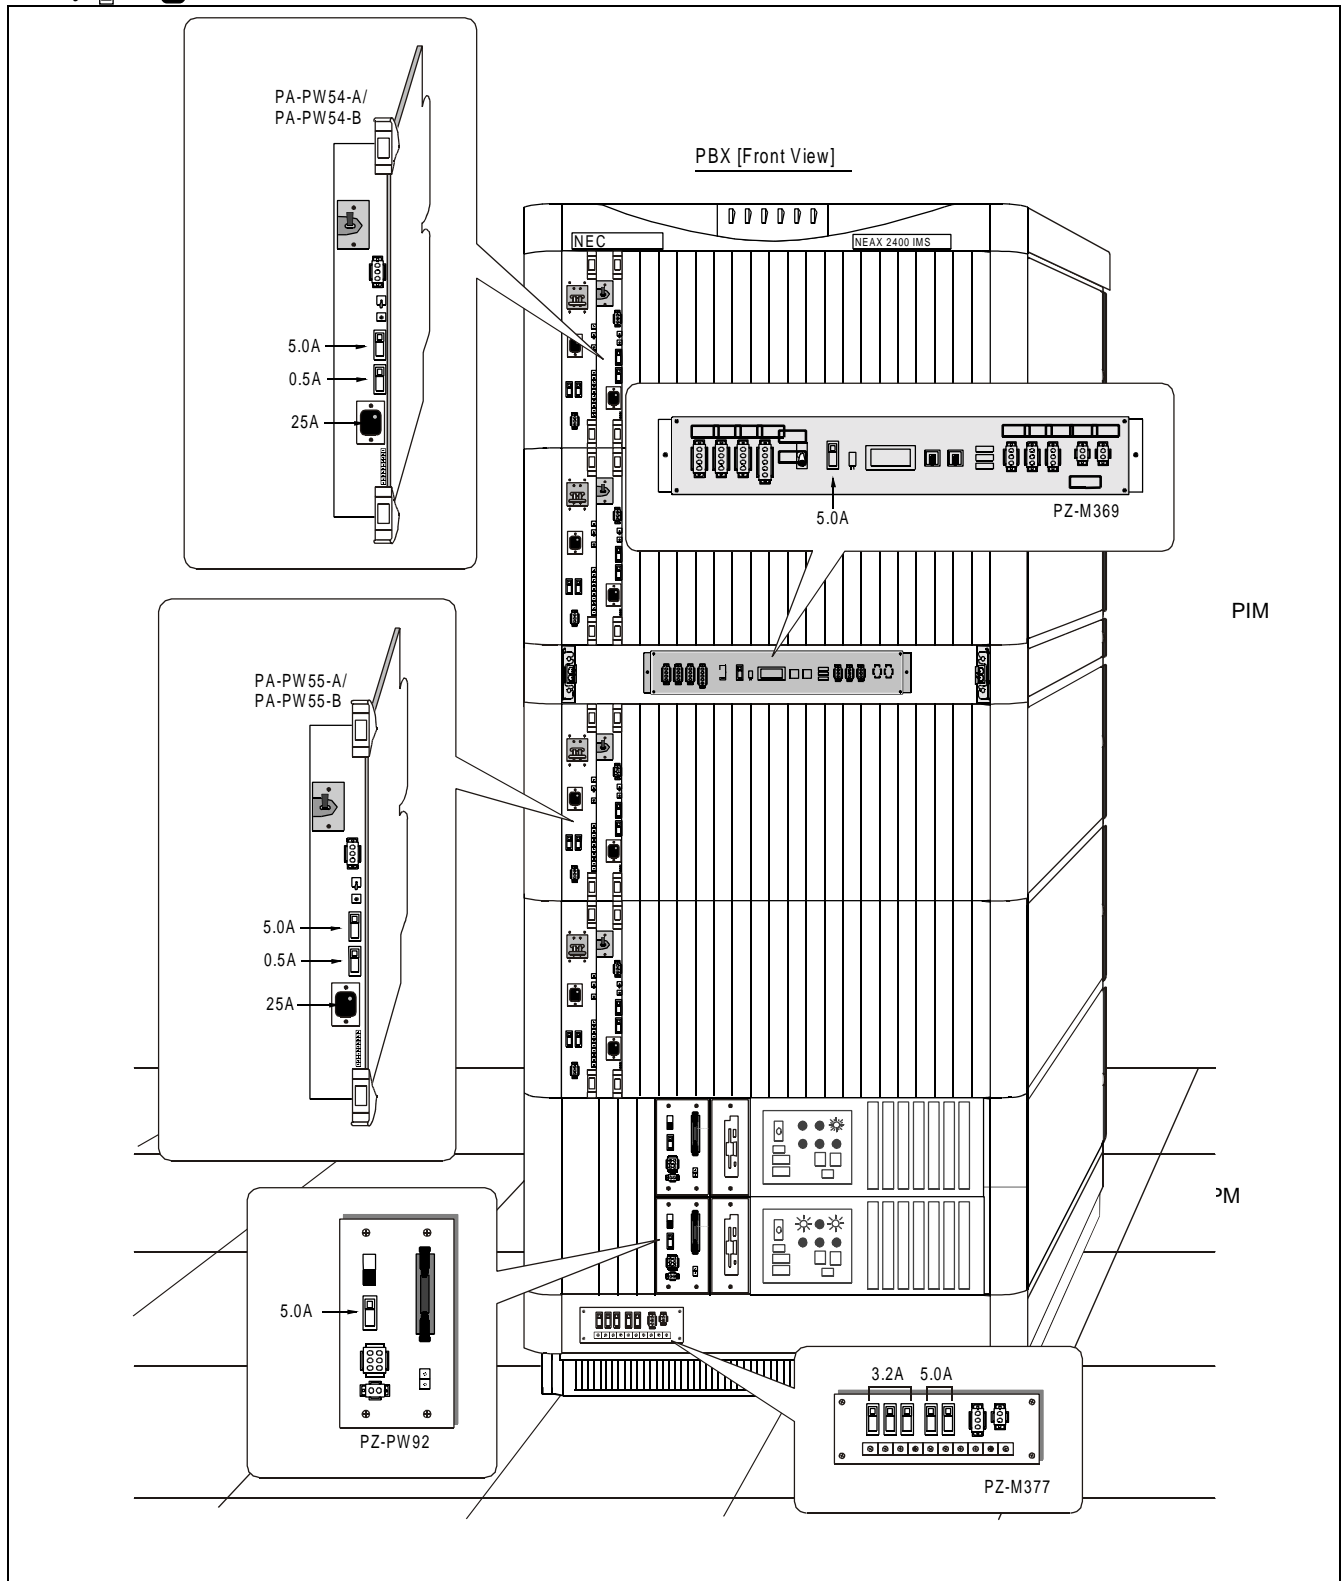 PA-PW54-A/
PA-PW54-B
PBX [Front View]
NEC
NEAX 2400 IMS
5.0A
0.5A
25A
5.0A
PZ-M369
PIM
PA-PW55-A/
PA-PW55-B
5.0A
0.5A
25A
PM
5.0A
PZ-PW92
3.2A 5.0A
PZ-M377